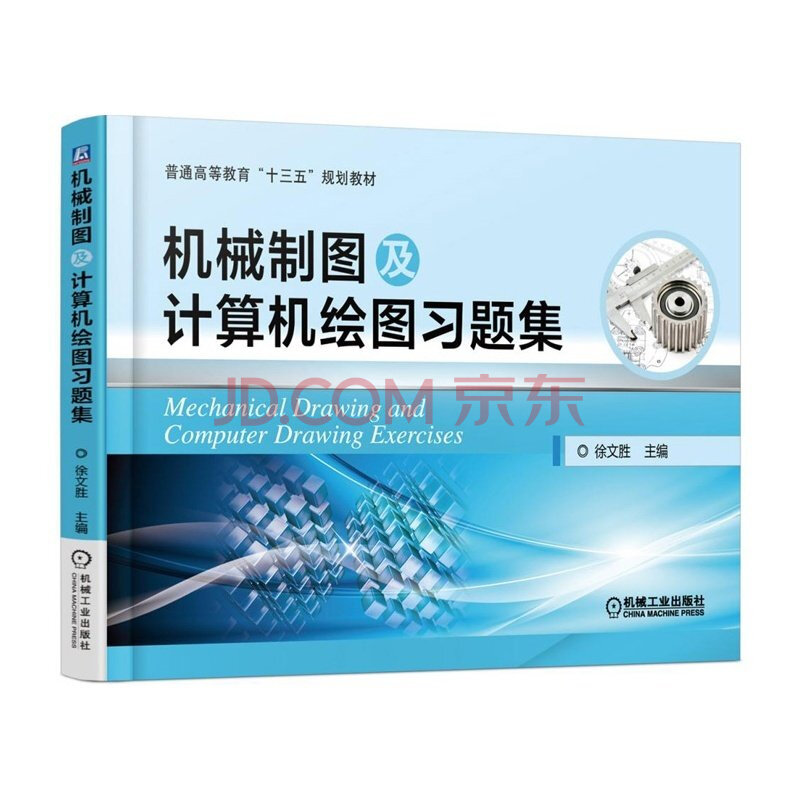 普通高等教育“十三五”规划教材
机械制图及
计算机绘图习题集
JD.COM 京东
Mechanical Drawing and
Computer Drawing Exercises
徐文胜 主编
机械工业出版社
CHINA MACHINE PRESS
机械制图及计算机绘图习题集
徐文胜 主编
机械工业出版社
CHINA MACHINE PRESS